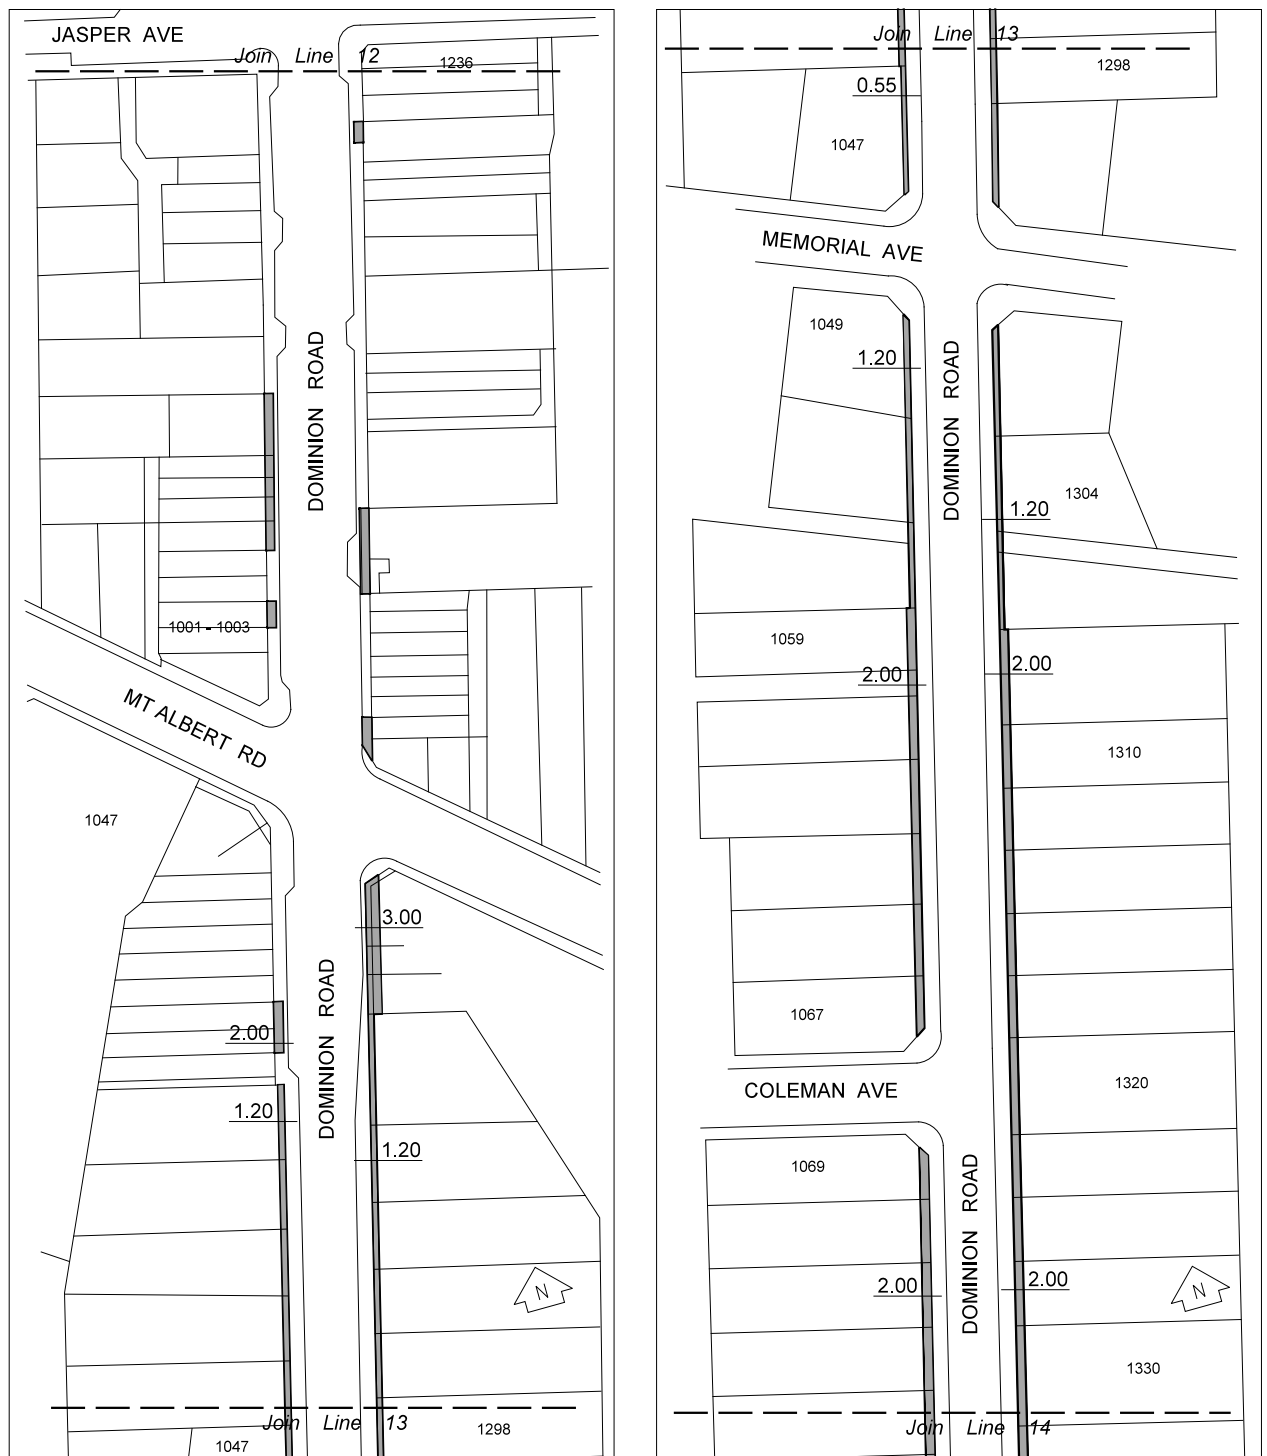 JASPER AVE
Join Line 12
1236
DOMINION ROAD
1001 - 1003
MT ALBERT RD
1047
3.00
2.00
DOMINION ROAD
1.20
1.20
N
Join Line 13
1298
1047
Join Line 13
1298
0.55
1047
MEMORIAL AVE
1049
1.20
DOMINION ROAD
1304
1.20
1059
2.00
2.00
1310
1067
COLEMAN AVE
1320
1069
DOMINION ROAD
2.00
2.00
N
1330
Join Line 14